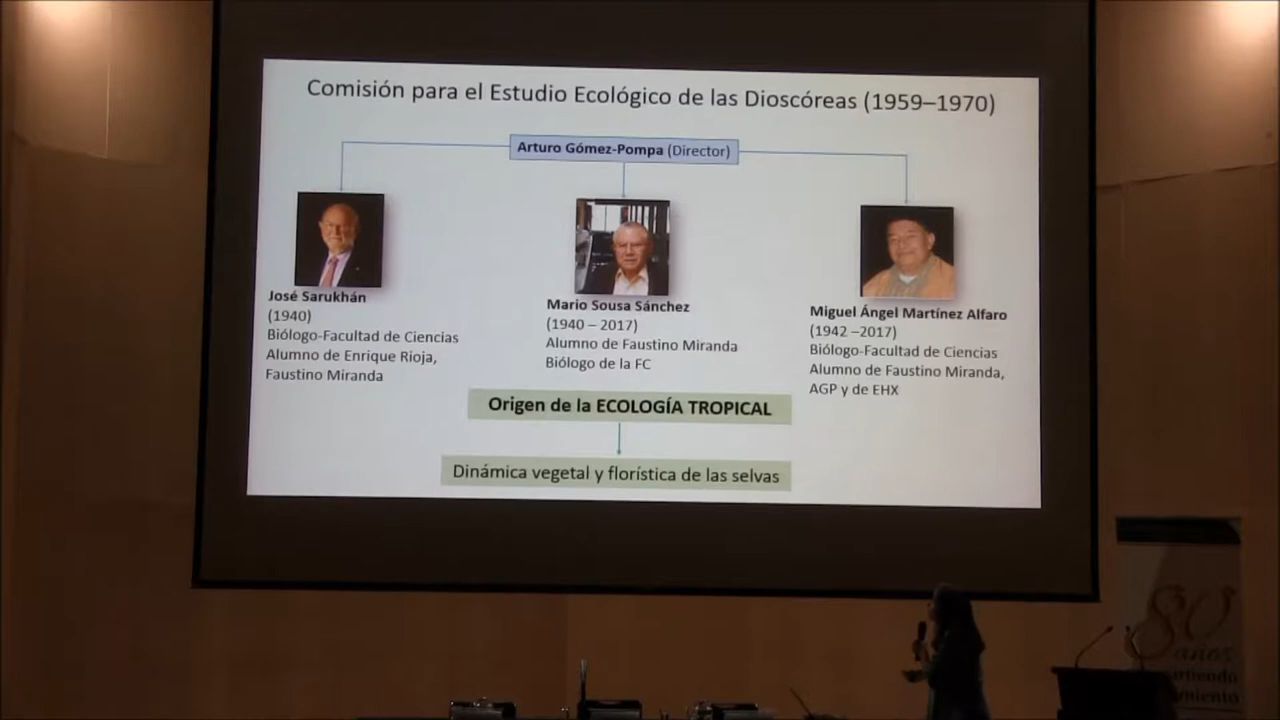 Comisión para el Estudio Ecológico de las Dioscóreas (1959–1970)
Arturo Gómez-Pompa (Director)
José Sarukhán
(1940)
Biólogo-Facultad de Ciencias
Alumno de Enrique Rioja,
Faustino Miranda
Mario Sousa Sánchez
(1940 – 2017)
Alumno de Faustino Miranda
Biólogo de la FC
Miguel Ángel Martínez Alfaro
(1942 –2017)
Biólogo-Facultad de Ciencias
Alumno de Faustino Miranda,
AGP y de EHX
Origen de la ECOLOGÍA TROPICAL
Dinámica vegetal y florística de las selvas
80
años